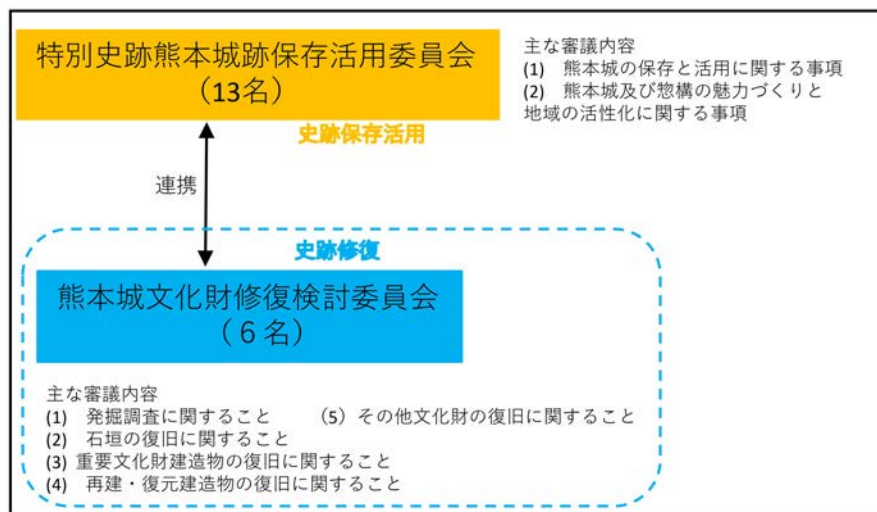 特別史跡熊本城跡保存活用委員会
（13名）
主な審議内容
(1)　熊本城の保存と活用に関する事項
(2)　熊本城及び惣構の魅力づくりと
地域の活性化に関する事項
史跡保存活用
連携
史跡修復
熊本城文化財修復検討委員会
（６名）
主な審議内容
(1)　発掘調査に関すること　　（5）その他文化財の復旧に関すること
(2)　石垣の復旧に関すること
(3) 重要文化財建造物の復旧に関すること
(4)　再建・復元建造物の復旧に関すること